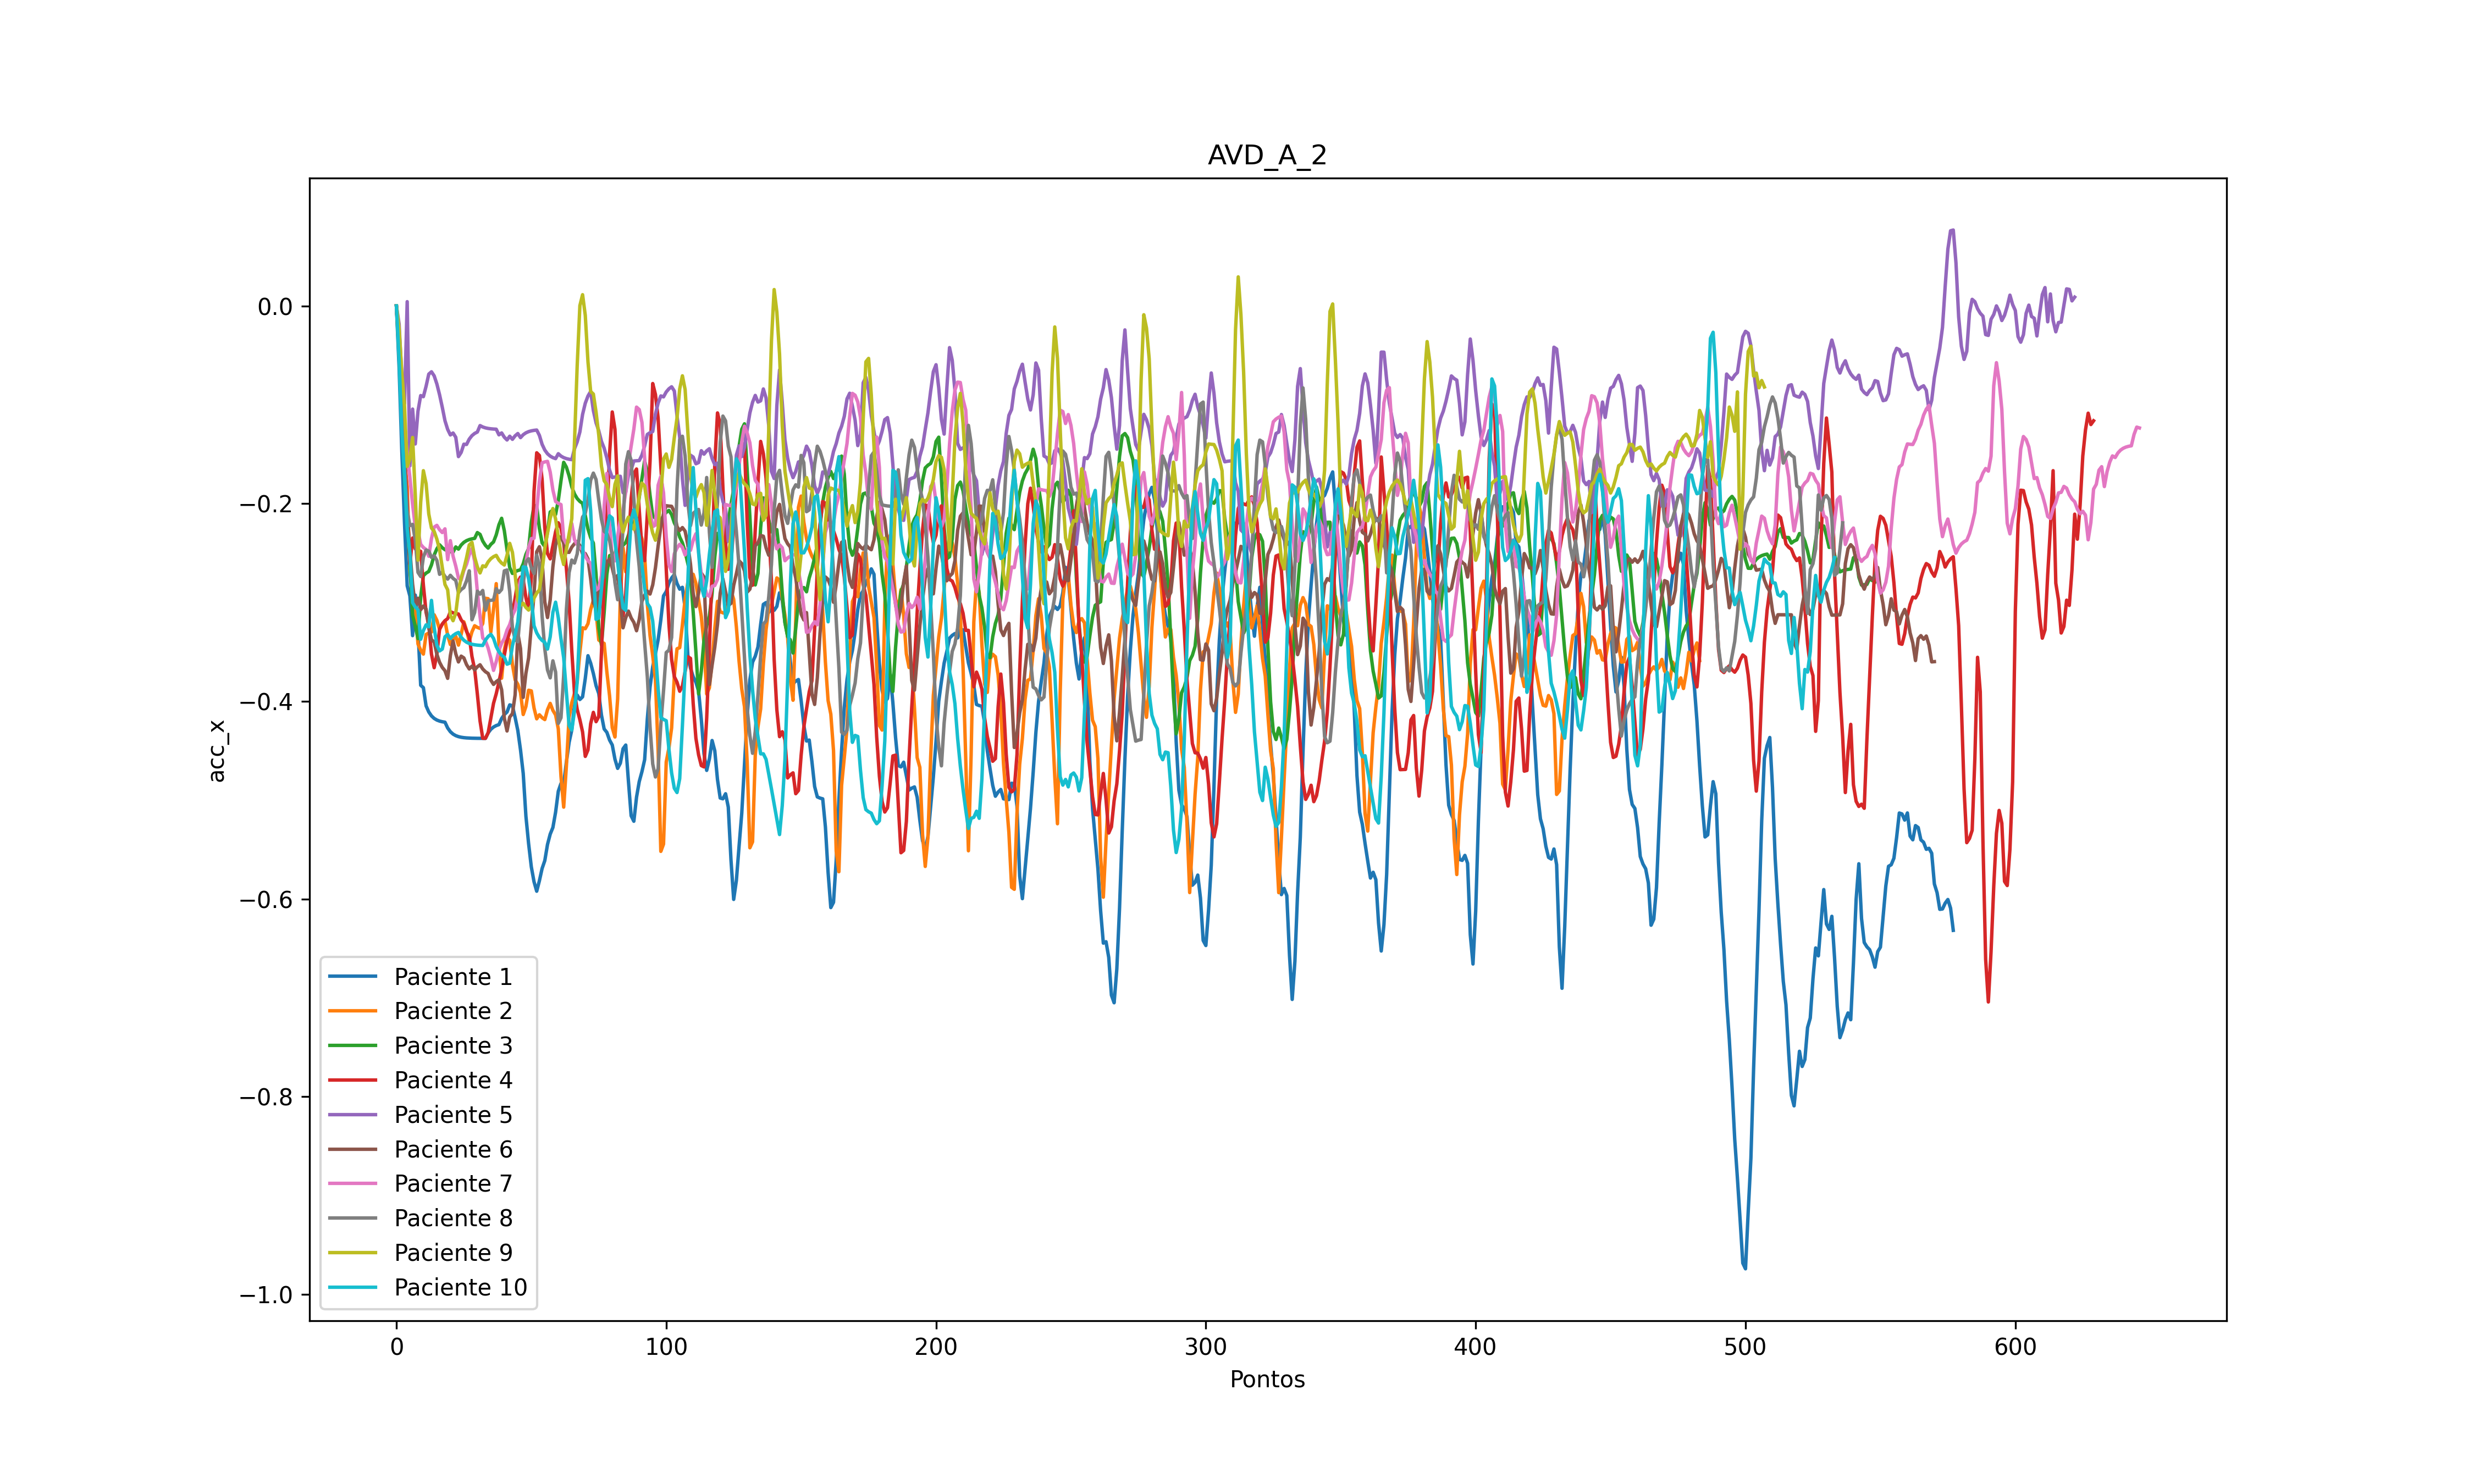 AVD_A_2
acc_x
0.0
−0.2
−0.4
−0.6
−0.8
−1.0
Paciente 1
Paciente 2
Paciente 3
Paciente 4
Paciente 5
Paciente 6
Paciente 7
Paciente 8
Paciente 9
Paciente 10
0 100 200 300 400 500 600
Pontos